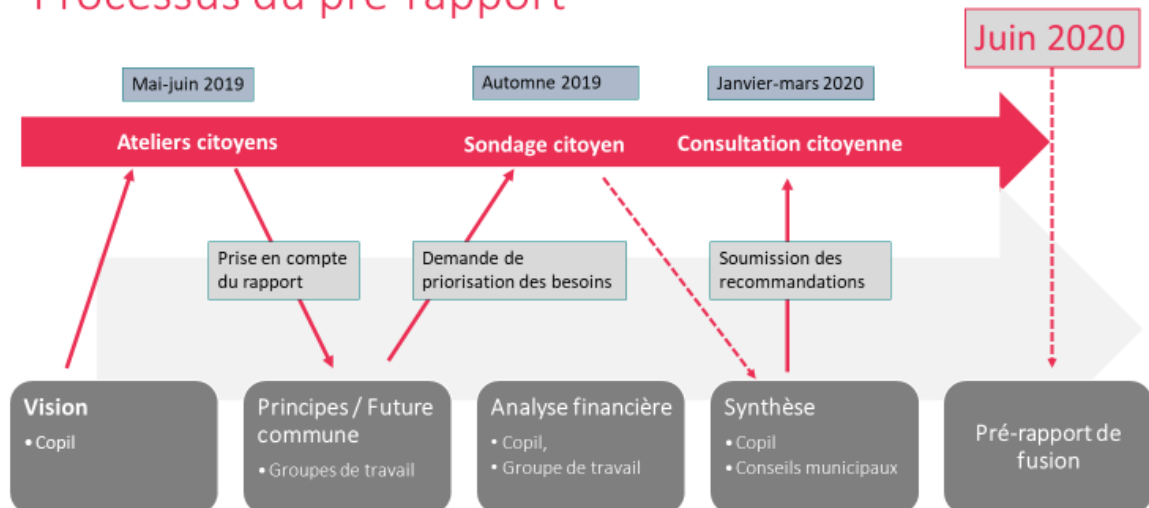 Processus du pré-rapport
Juin 2020
Mai-juin 2019
Automne 2019
Janvier-mars 2020
Ateliers citoyens
Sondage citoyen
Consultation citoyenne
Prise en compte
du rapport
Demande de
priorisation des besoins
Soumission des
recommandations
Vision
• Copil
Principes / Future
commune
• Groupes de travail
Analyse financière
• Copil,
• Groupe de travail
Synthèse
• Copil
• Conseils municipaux
Pré-rapport de
fusion